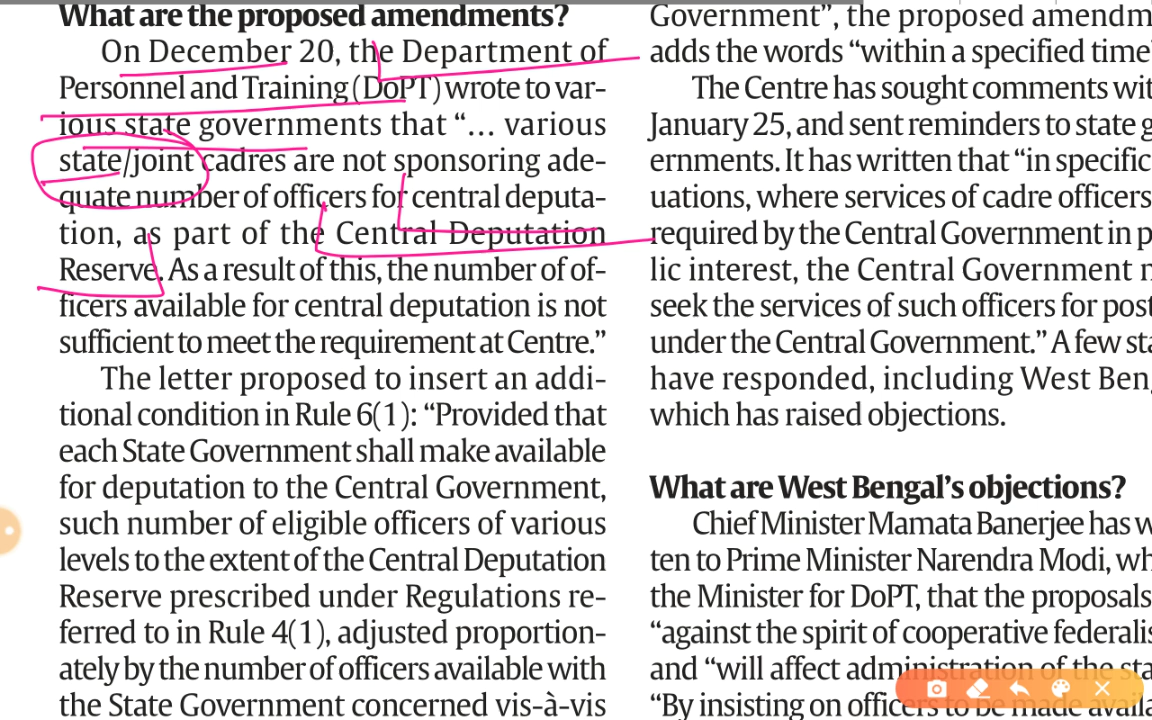 What are the proposed amendments?
On December 20, the Department of
Personnel and Training (DoPT) wrote to var-
ious state governments that “... various
state/joint cadres are not sponsoring ade-
quate number of officers for central deputa-
tion, as part of the Central Deputation
Reserve. As a result of this, the number of of-
ficers available for central deputation is not
sufficient to meet the requirement at Centre.”
The letter proposed to insert an addi-
tional condition in Rule 6(1): “Provided that
each State Government shall make available
for deputation to the Central Government,
such number of eligible officers of various
levels to the extent of the Central Deputation
Reserve prescribed under Regulations re-
ferred to in Rule 4(1), adjusted proportion-
ately by the number of officers available with
the State Government concerned vis-à-vis
Government”, the proposed amendm
adds the words “within a specified time”
The Centre has sought comments wit
January 25, and sent reminders to state g
ernments. It has written that “in specific
uations, where services of cadre officers
required by the Central Government in p
lic interest, the Central Government
seek the services of such officers for post
under the Central Government.” A few sta
have responded, including West Ben
which has raised objections.
What are West Bengal’s objections?
Chief Minister Mamata Banerjee has w
ten to Prime Minister Narendra Modi, wh
the Minister for DoPT, that the proposals
“against the spirit of cooperative federalis
and “will affect administration of the sta
“By insisting on officers to be made availa